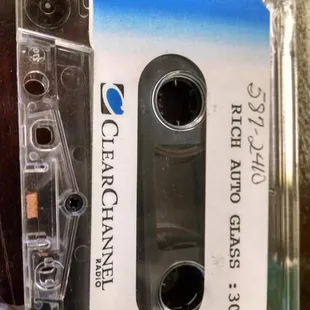 587-2410
RICH AUTO GLASS :30
CLEARCHANNEL
RADIO